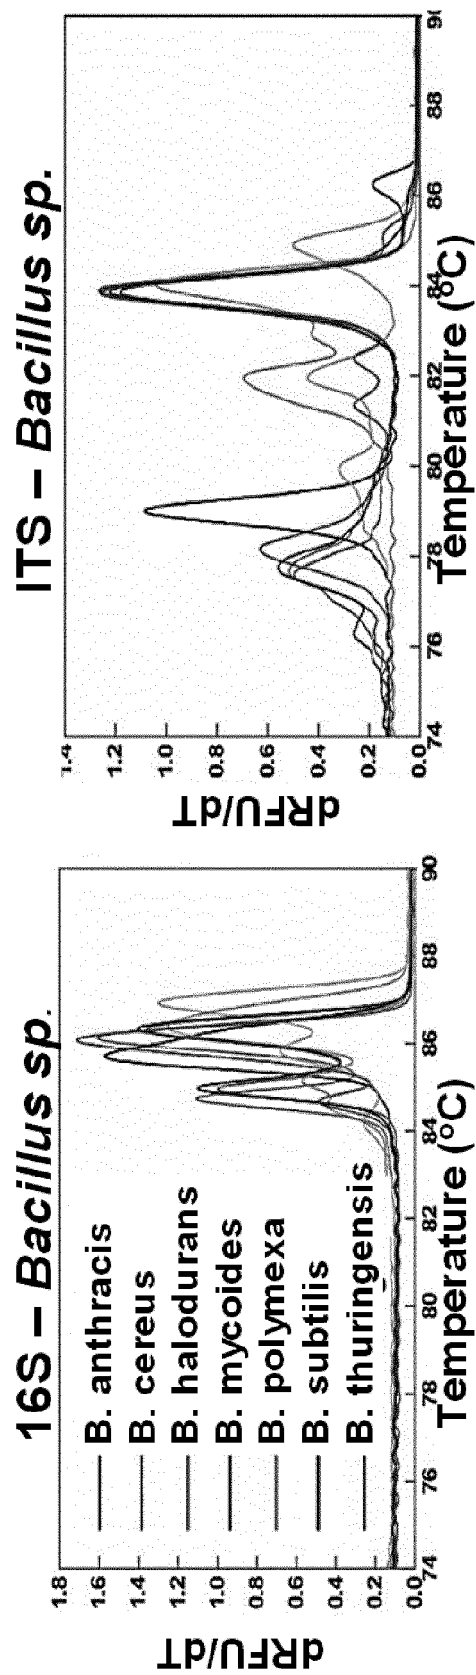 16S – Bacillus sp.
dRFU/dT
1.8
1.6
1.4
1.2
1.0
0.8
0.6
0.4
0.2
0.0
B. anthracis
B. cereus
B. halodurans
B. mycoides
B. polymexa
B. subtilis
B. thuringensis
74 76 78 80 82 84 86 88 90
Temperature (°C)
ITS – Bacillus sp.
dRFU/dT
1.4
1.2
1.0
0.8
0.6
0.4
0.2
0.0
74 76 78 80 82 84 86 88 90
Temperature (°C)